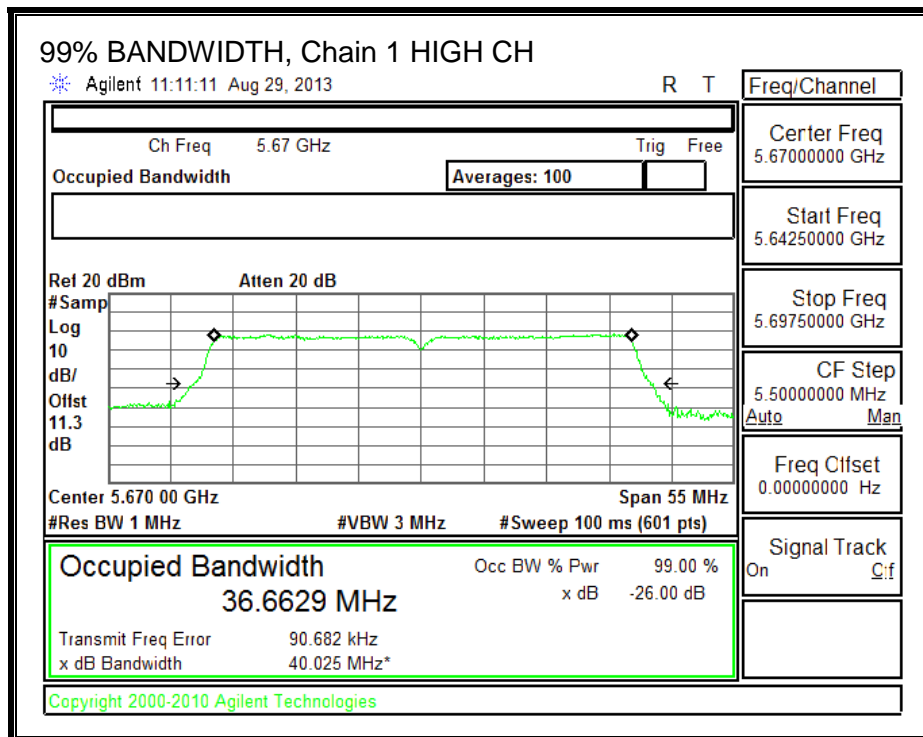 99% BANDWIDTH, Chain 1 HIGH CH
Agilent 11:11:11 Aug 29, 2013 R T
Freq/Channel
Ch Freq 5.67 GHz Trig Free
Occupied Bandwidth Averages: 100
Center Freq
5.67000000 GHz
Start Freq
5.64250000 GHz
Stop Freq
5.69750000 GHz
CF Step
5.50000000 MHz
Auto Man
Freq Offset
0.00000000 Hz
Signal Track
On Off
Ref 20 dBm Atten 20 dB
#Samp
Log
10
dB/
Offst
11.3
dB
Center 5.670 00 GHz Span 55 MHz
#Res BW 1 MHz #VBW 3 MHz #Sweep 100 ms (601 pts)
Occupied Bandwidth Occ BW % Pwr 99.00 %
36.6629 MHz x dB -26.00 dB
Transmit Freq Error 90.682 kHz
x dB Bandwidth 40.025 MHz*
Copyright 2000-2010 Agilent Technologies